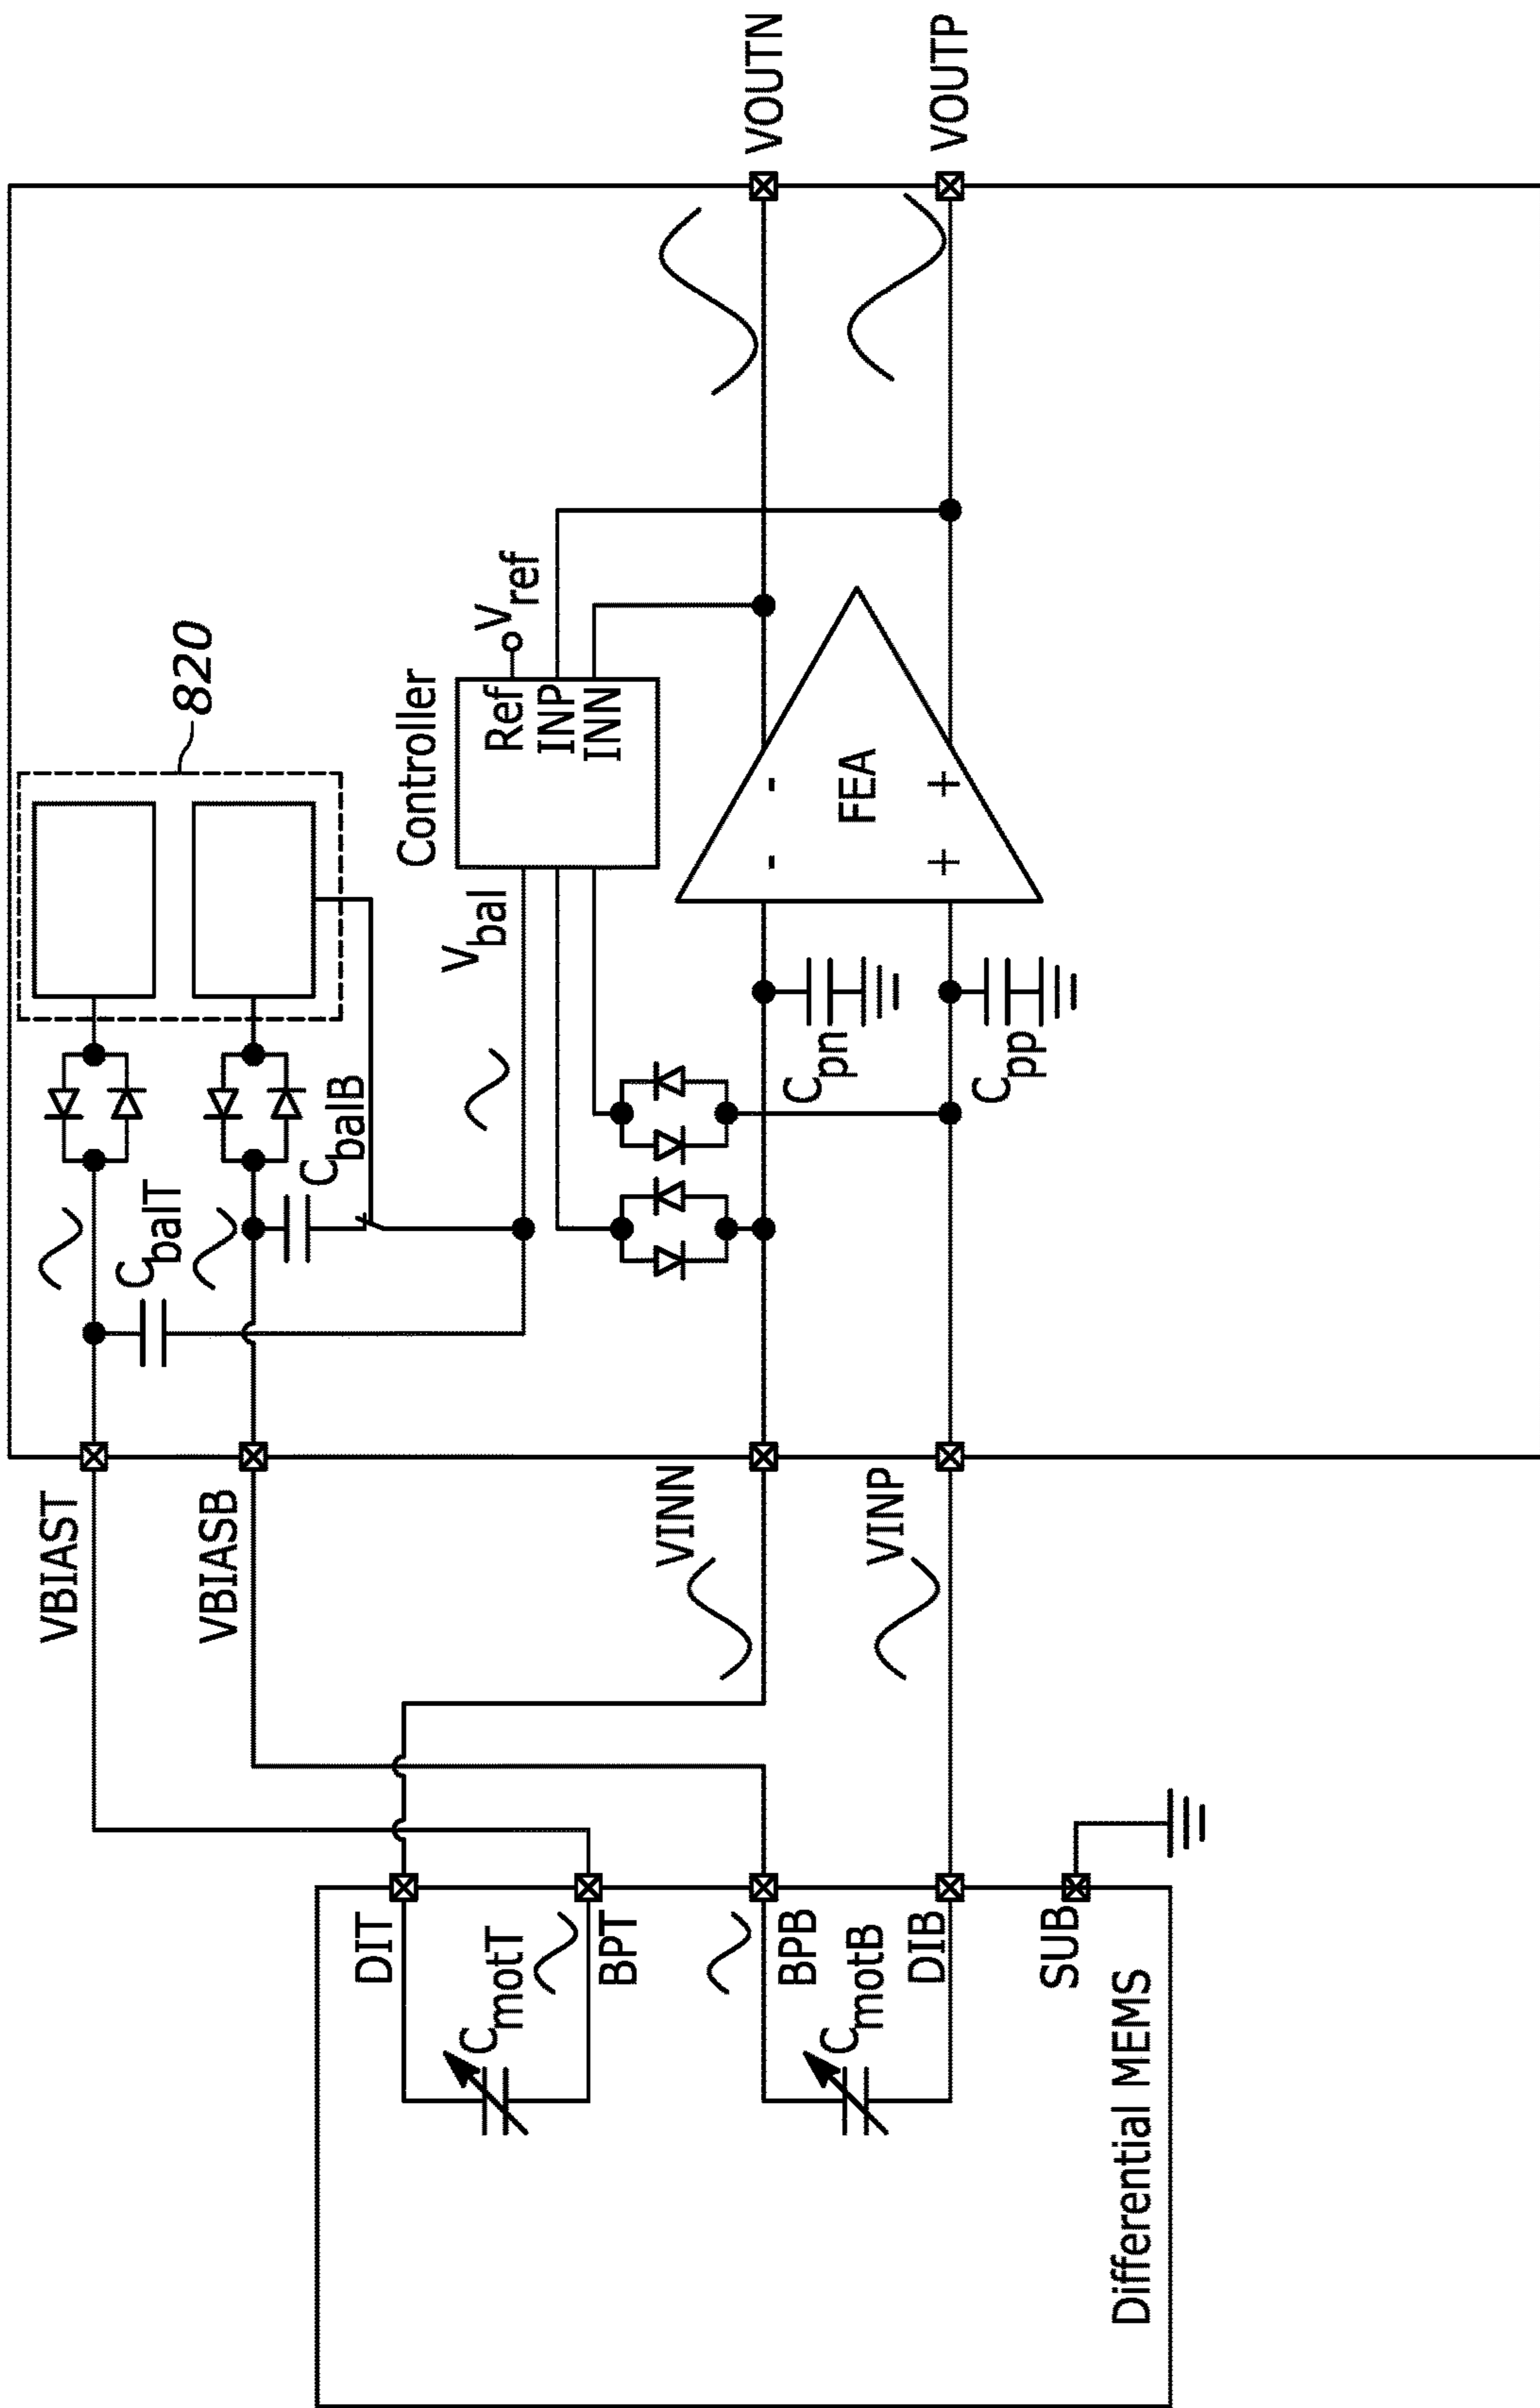 820
VBIAST
VBIASB
CbalT
CbalB
Controller
Vbal
Ref
INP
INN
Vref
VOUTN
VOUTP
FEA
-
-
+
+
Cpn
Cpp
VINN
VINP
DIT
CmotT
BPT
BPB
CmotB
DIB
SUB
Differential MEMS